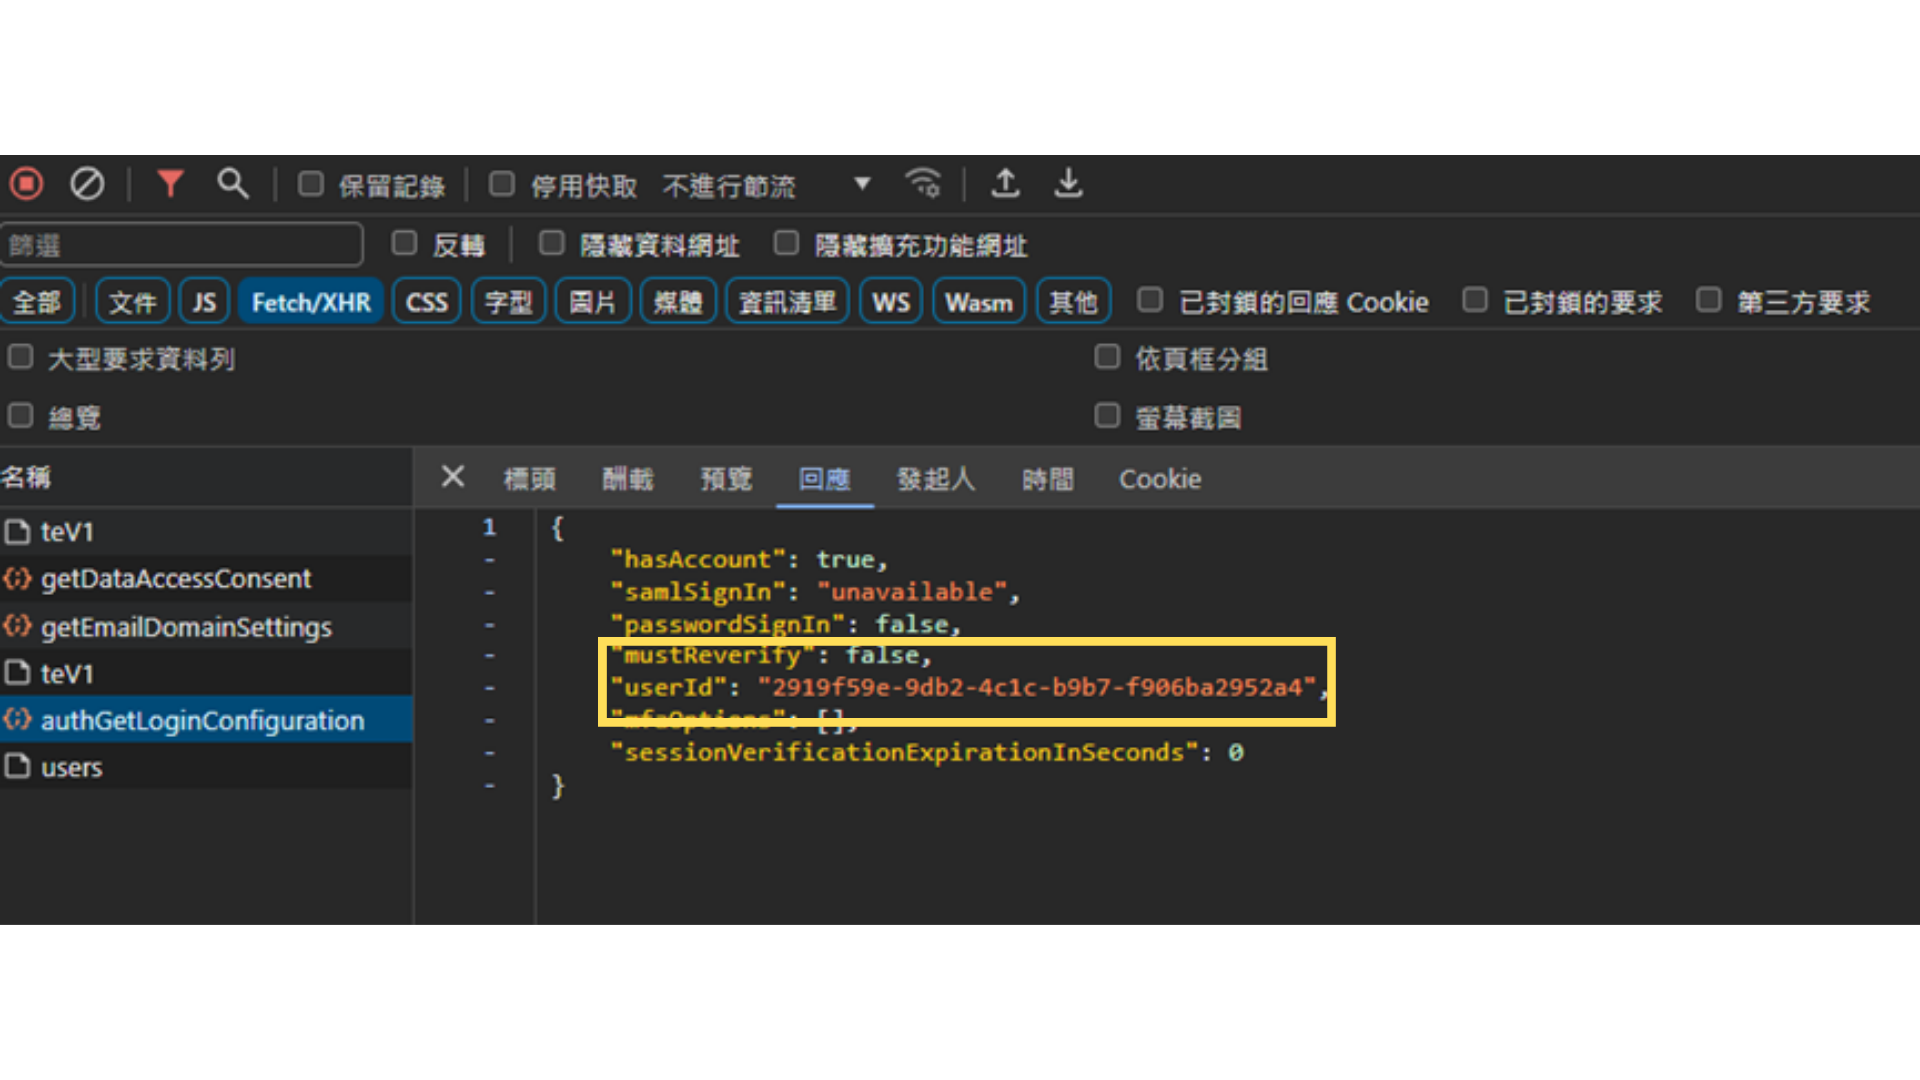 保留記錄 停用快取 不進行節流
篩選 反轉 隱藏資料網址 隱藏擴充功能網址
全部 文件 JS Fetch/XHR CSS 字型 圖片 媒體 資訊清單 WS Wasm 其他 已封鎖的回應 Cookie 已封鎖的要求 第三方要求
大型要求資料列 依頁框分組
總覽 螢幕截圖
名稱 標頭 酬載 預覽 回應 發起人 時間 Cookie
teV1
getDataAccessConsent
getEmailDomainSettings
teV1
authGetLoginConfiguration
users
1 {
- "hasAccount": true,
- "samlSignIn": "unavailable",
- "passwordSignIn": false,
- "mustReverify": false,
- "userId": "2919f59e-9db2-4c1c-b9b7-f906ba2952a4",
- "mfaOptions": [],
- "sessionVerificationExpirationInSeconds": 0
- }